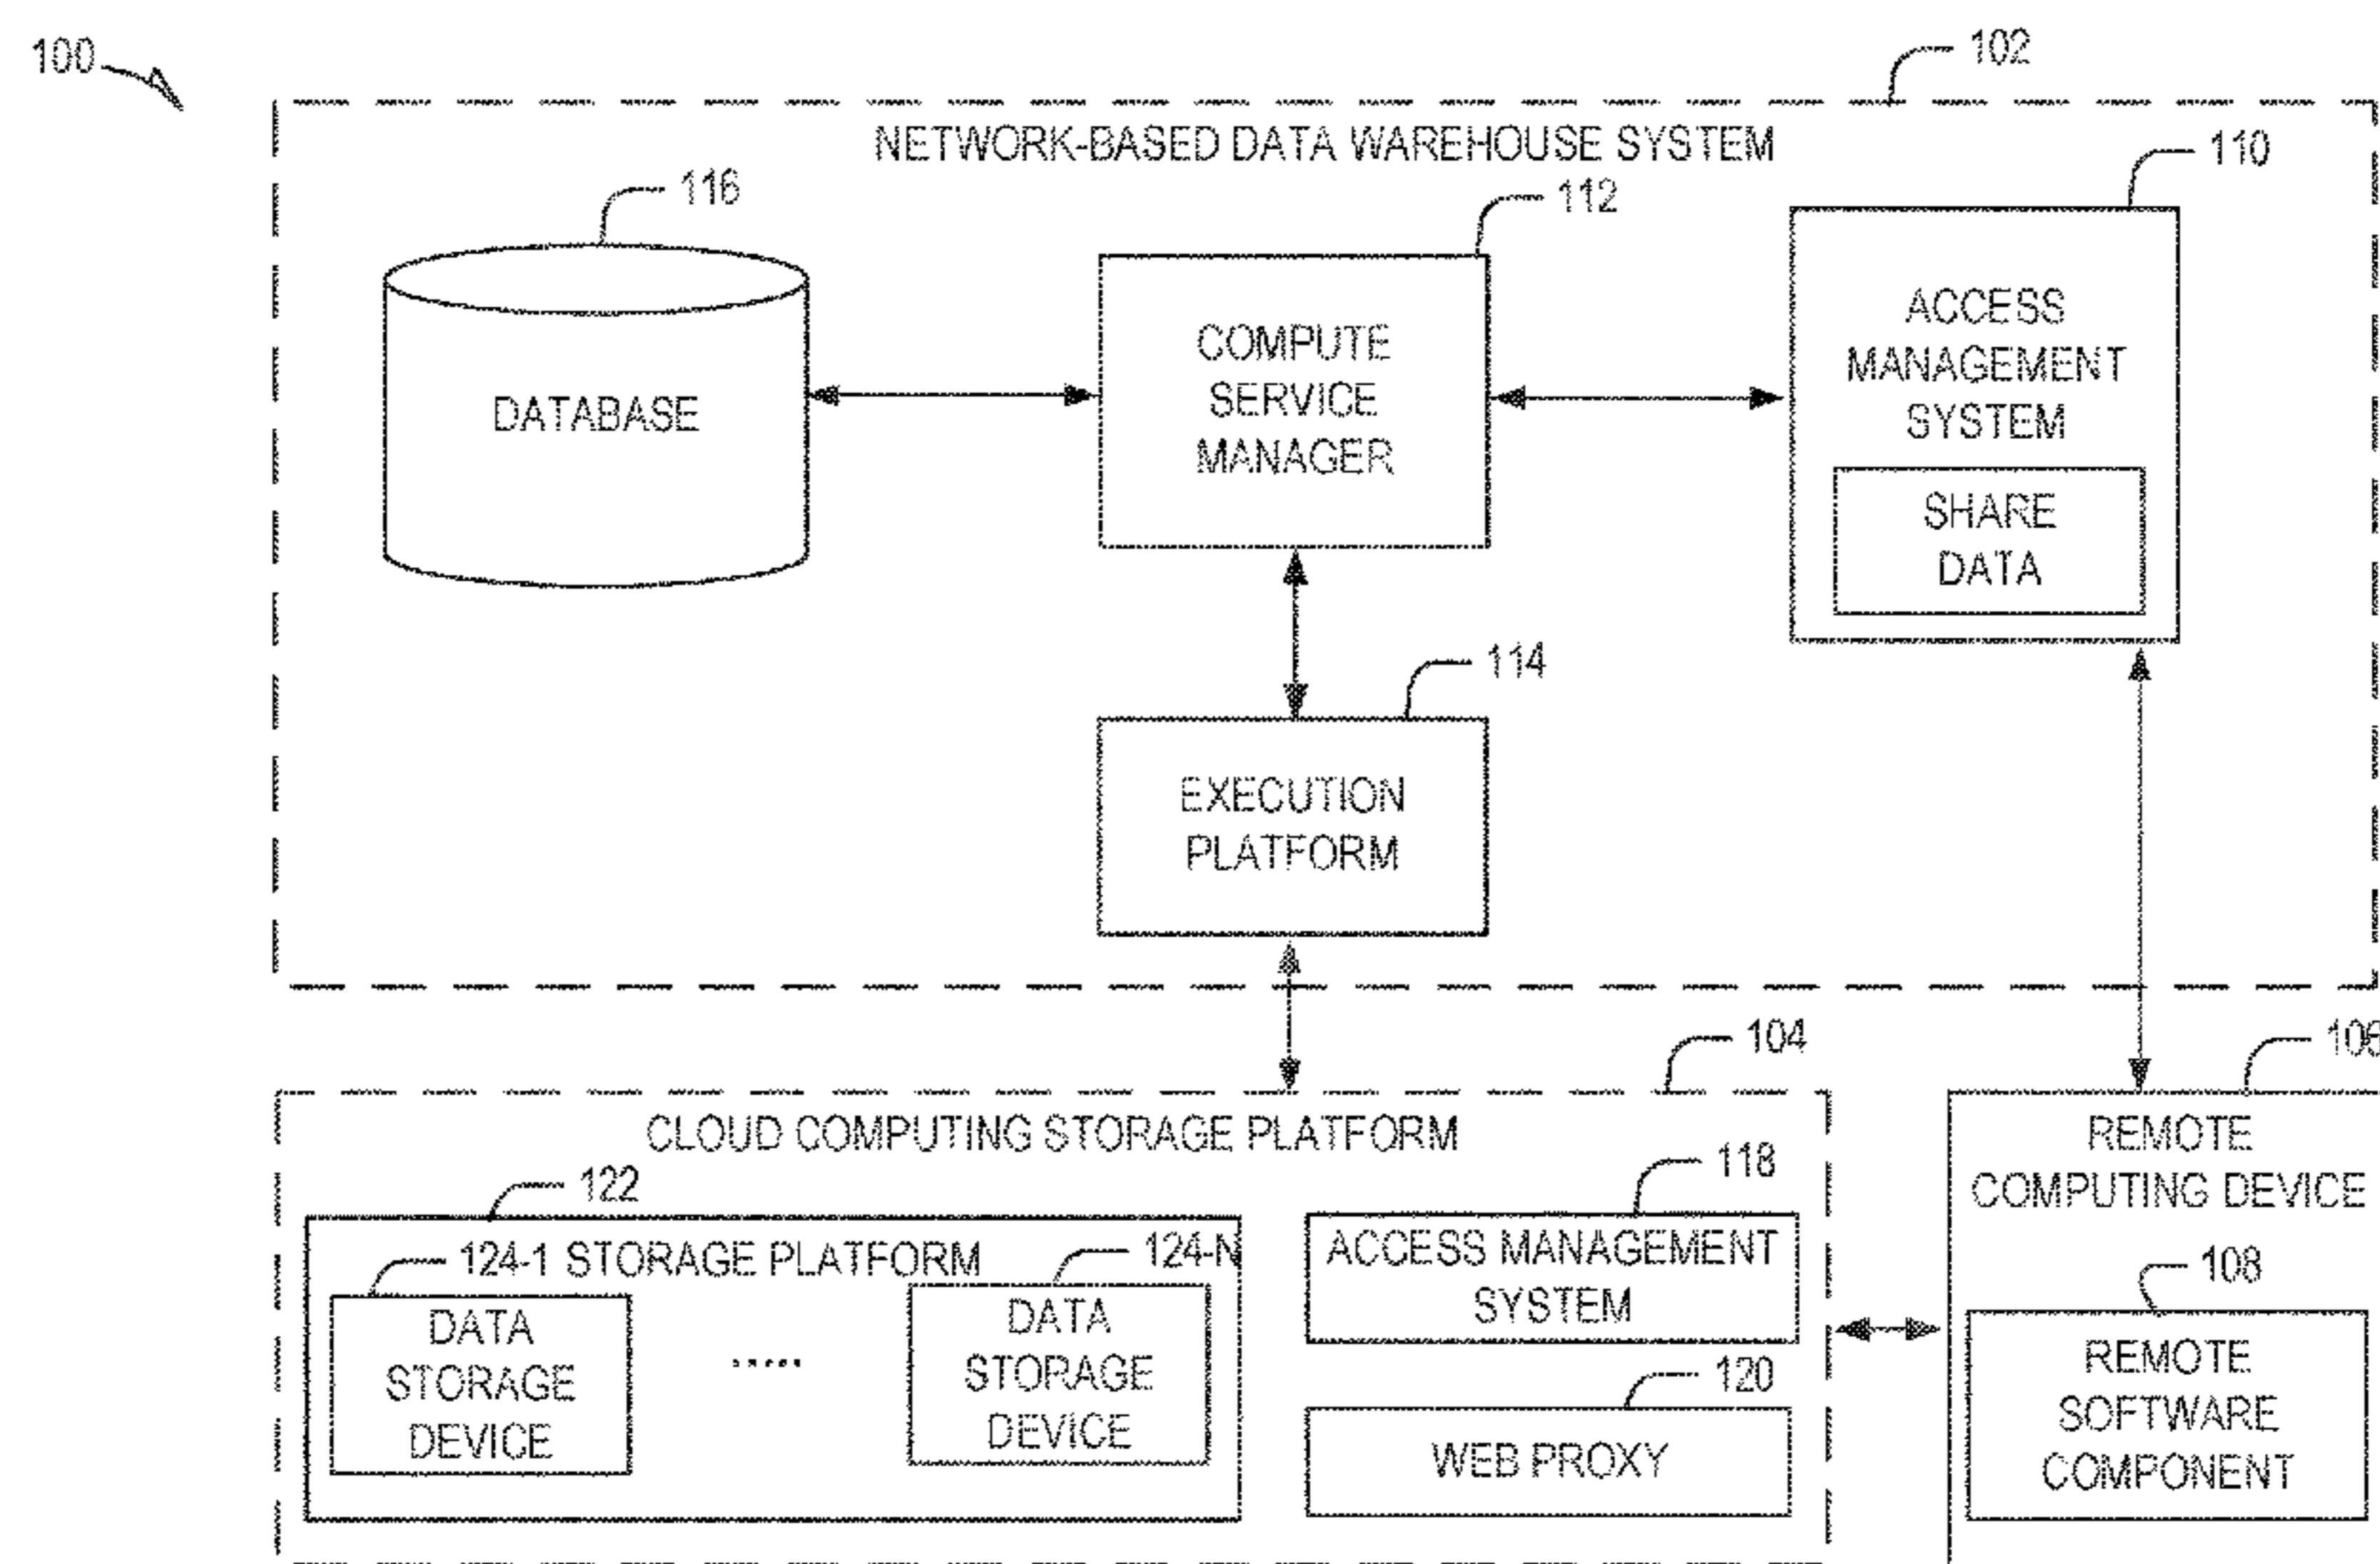 100
102
NETWORK-BASED DATA WAREHOUSE SYSTEM
116
112
110
DATABASE
COMPUTE
SERVICE
MANAGER
ACCESS
MANAGEMENT
SYSTEM
SHARE
DATA
114
EXECUTION
PLATFORM
104
106
CLOUD COMPUTING STORAGE PLATFORM
122
124-1 STORAGE PLATFORM
124-N
DATA
STORAGE
DEVICE
.....
DATA
STORAGE
DEVICE
118
ACCESS MANAGEMENT
SYSTEM
120
WEB PROXY
REMOTE
COMPUTING DEVICE
108
REMOTE
SOFTWARE
COMPONENT